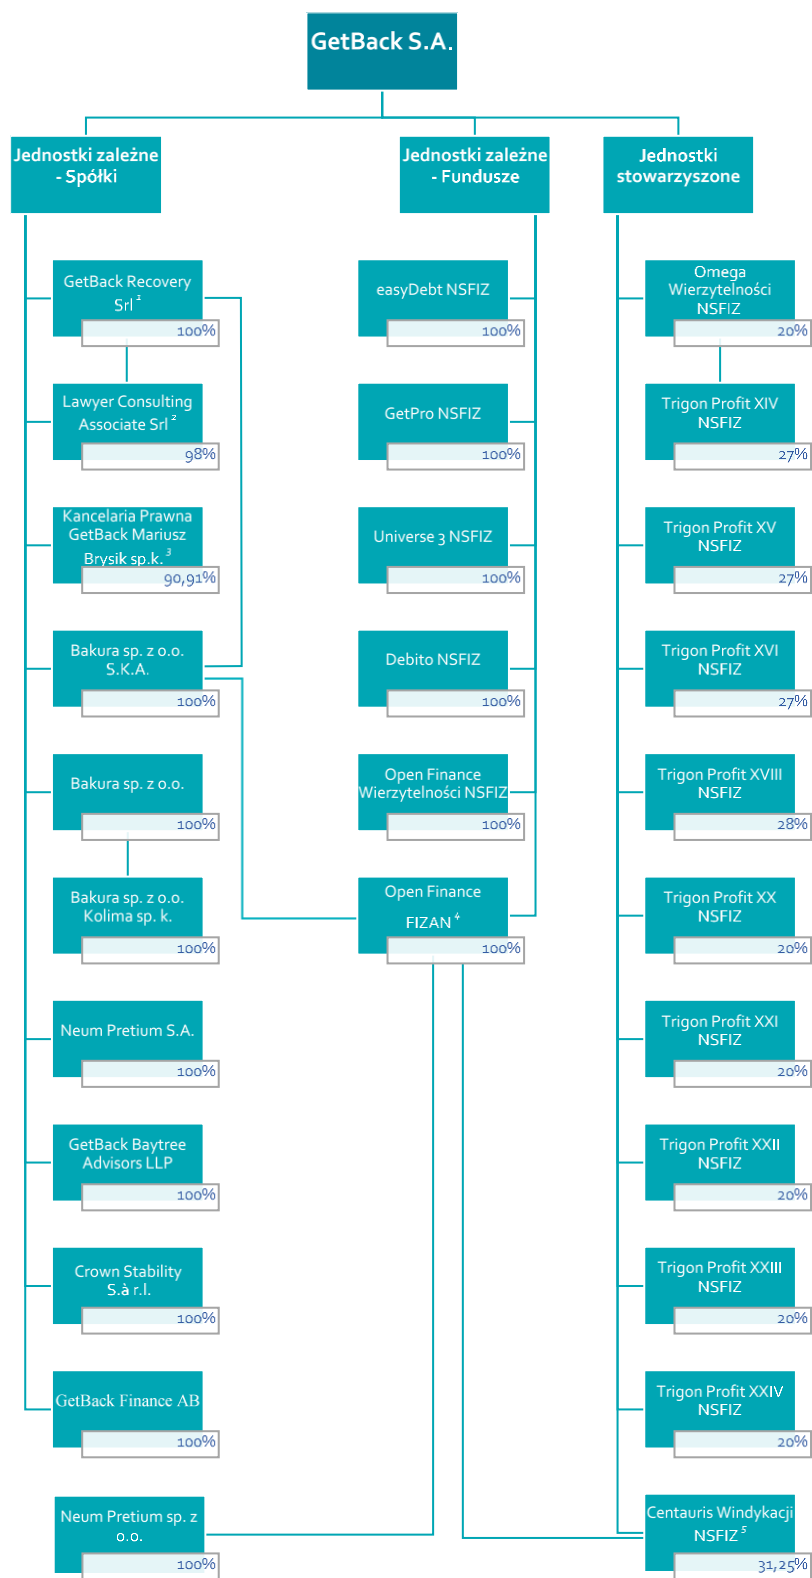 GetBack S.A.
Jednostki zależne
- Spółki
GetBack Recovery
Srl 1
100%
Lawyer Consulting
Associate Srl 2
98%
Kancelaria Prawna
GetBack Mariusz
Brysik sp.k. 3
90,91%
Bakura sp. z o.o.
S.K.A.
100%
Bakura sp. z o.o.
100%
Bakura sp. z o.o.
Kolima sp. k.
100%
Neum Pretium S.A.
100%
GetBack Baytree
Advisors LLP
100%
Crown Stability
S.à r.l.
100%
GetBack Finance AB
100%
Neum Pretium sp. z
o.o.
100%
Jednostki zależne
- Fundusze
easyDebt NSFIZ
100%
GetPro NSFIZ
100%
Universe 3 NSFIZ
100%
Debito NSFIZ
100%
Open Finance
Wierzytelności NSFIZ
100%
Open Finance
FIZAN 4
100%
Jednostki
stowarzyszone
Omega
Wierzytelności
NSFIZ
20%
Trigon Profit XIV
NSFIZ
27%
Trigon Profit XV
NSFIZ
27%
Trigon Profit XVI
NSFIZ
27%
Trigon Profit XVIII
NSFIZ
28%
Trigon Profit XX
NSFIZ
20%
Trigon Profit XXI
NSFIZ
20%
Trigon Profit XXII
NSFIZ
20%
Trigon Profit XXIII
NSFIZ
20%
Trigon Profit XXIV
NSFIZ
20%
Centauris Windykacji
NSFIZ 5
31,25%